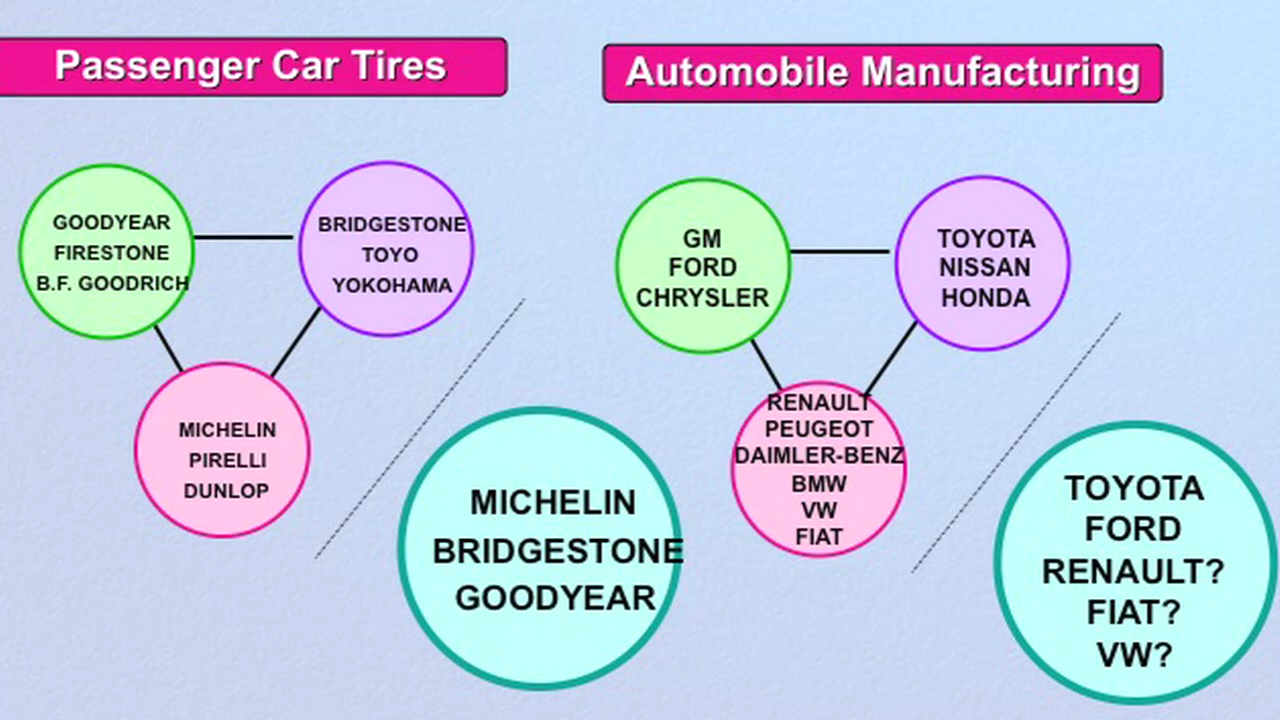 Passenger Car Tires
GOODYEAR
FIRESTONE
B.F. GOODRICH
BRIDGESTONE
TOYO
YOKOHAMA
MICHELIN
PIRELLI
DUNLOP
MICHELIN
BRIDGESTONE
GOODYEAR
Automobile Manufacturing
GM
FORD
CHRYSLER
TOYOTA
NISSAN
HONDA
RENAULT
PEUGEOT
DAIMLER-BENZ
BMW
VW
FIAT
TOYOTA
FORD
RENAULT?
FIAT?
VW?